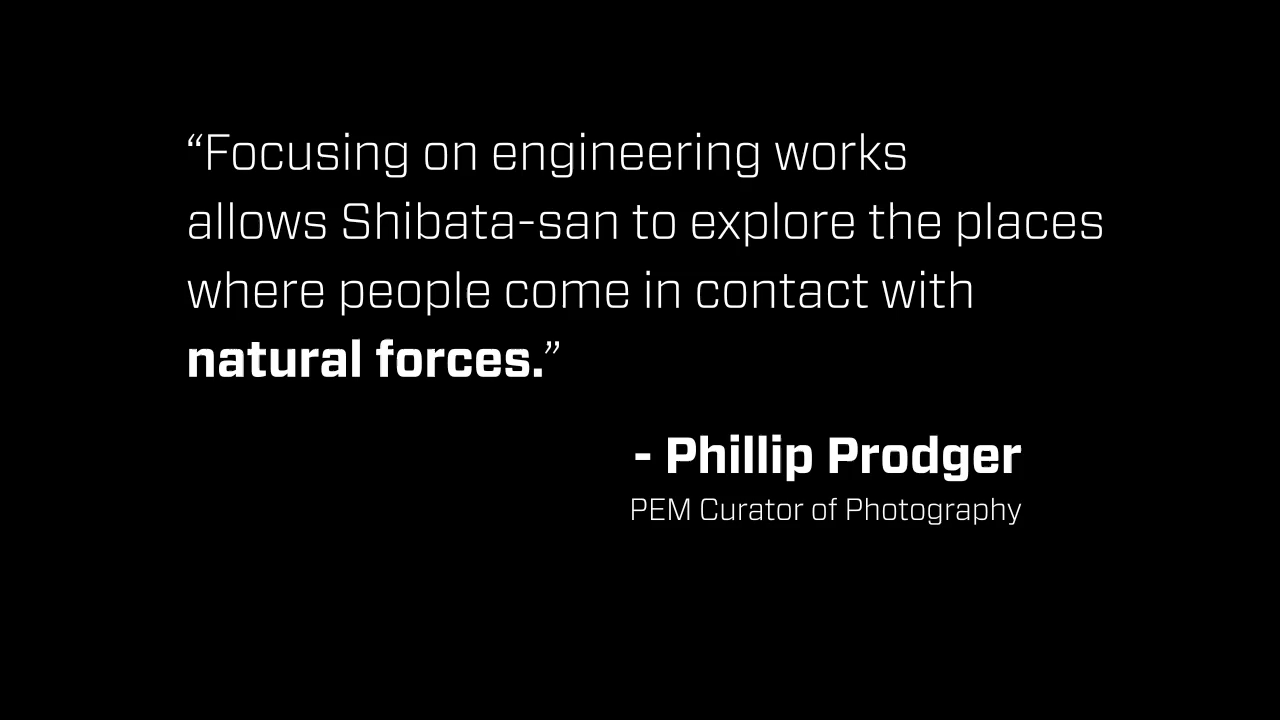 “Focusing on engineering works
allows Shibata-san to explore the places
where people come in contact with
natural forces.”
- Phillip Prodger
PEM Curator of Photography